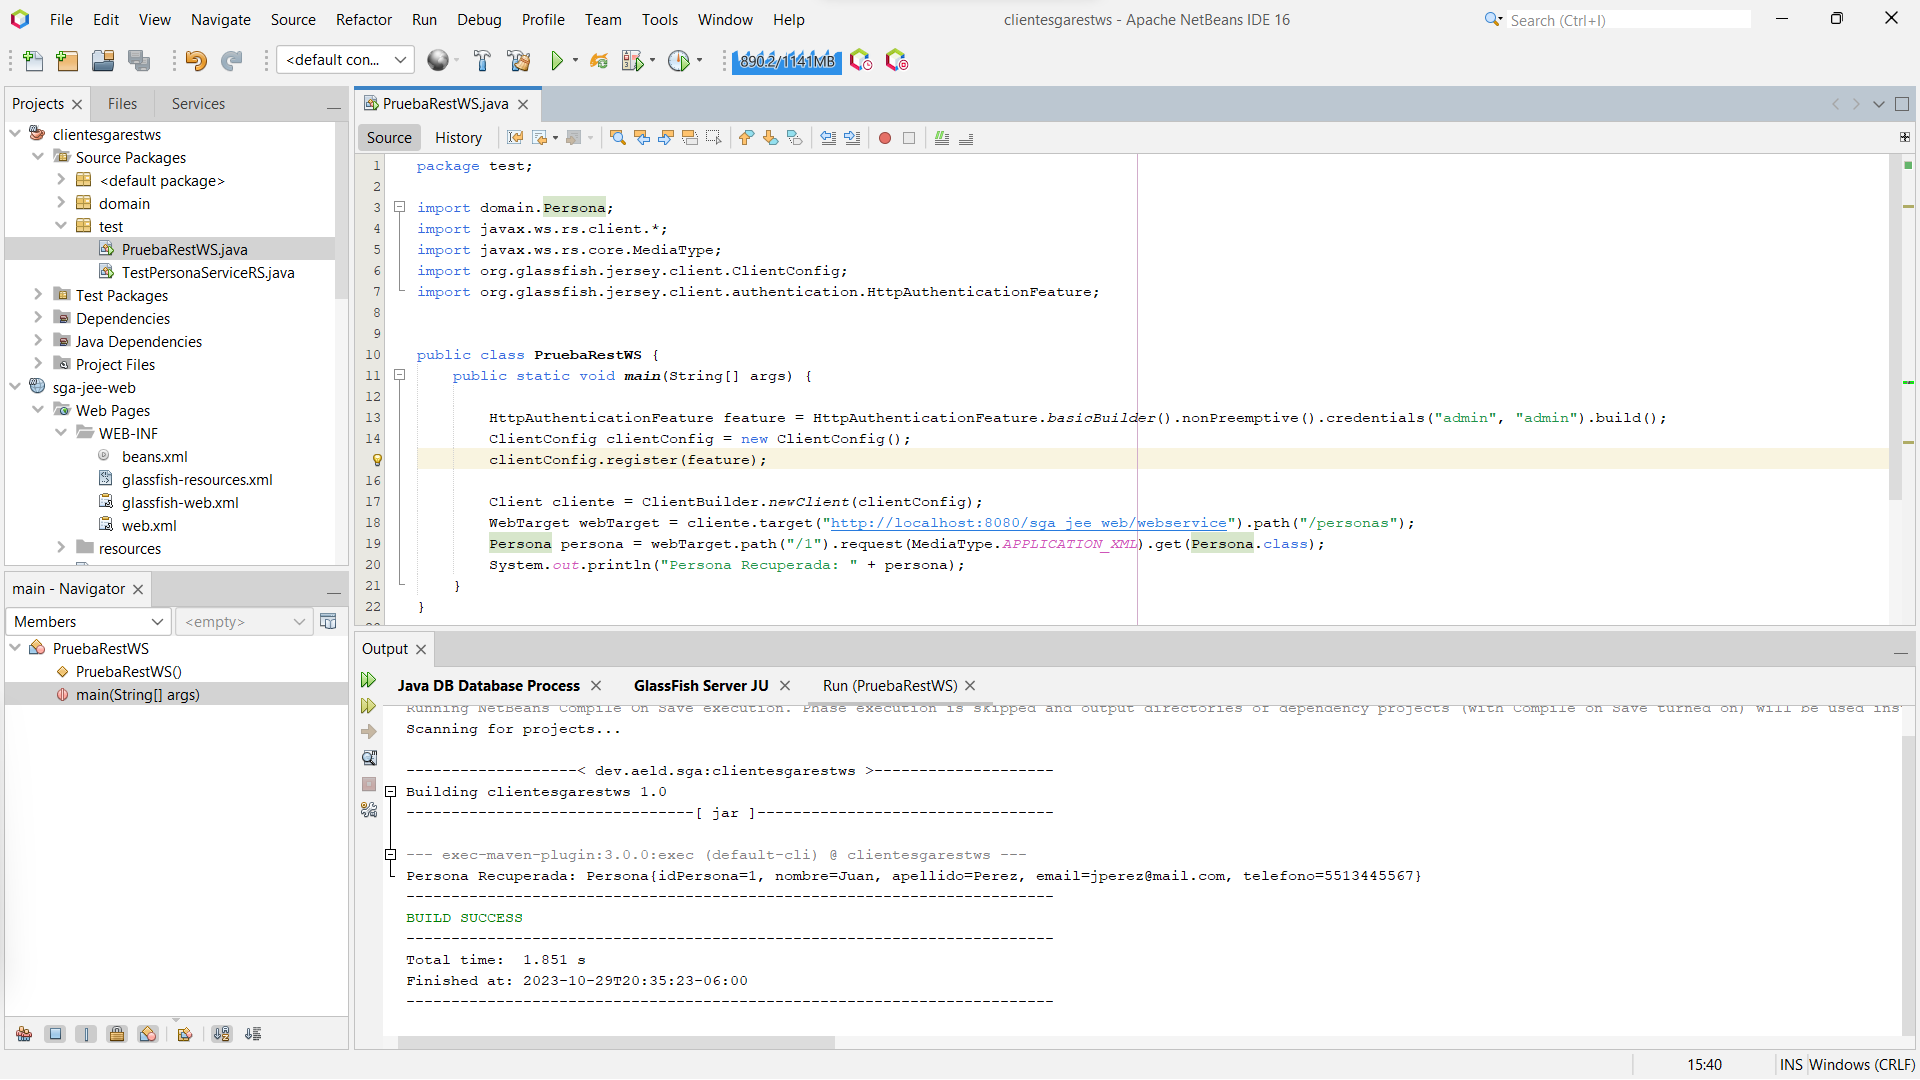 File Edit View Navigate Source Refactor Run Debug Profile Team Tools Window Help
clientesgarestws - Apache NetBeans IDE 16
Search (Ctrl+I)
<default con...
890.2/1141MB
Projects Files Services
clientesgarestws
Source Packages
<default package>
domain
test
PruebaRestWS.java
TestPersonaServiceRS.java
Test Packages
Dependencies
Java Dependencies
Project Files
sga-jee-web
Web Pages
WEB-INF
beans.xml
glassfish-resources.xml
glassfish-web.xml
web.xml
resources
main - Navigator
Members <empty>
PruebaRestWS
PruebaRestWS()
main(String[] args)
PruebaRestWS.java
Source History
1 package test;
2
3 import domain.Persona;
4 import javax.ws.rs.client.*;
5 import javax.ws.rs.core.MediaType;
6 import org.glassfish.jersey.client.ClientConfig;
7 import org.glassfish.jersey.client.authentication.HttpAuthenticationFeature;
8
9
10 public class PruebaRestWS {
11 public static void main(String[] args) {
12
13 HttpAuthenticationFeature feature = HttpAuthenticationFeature.basicBuilder().nonPreemptive().credentials("admin", "admin").build();
14 ClientConfig clientConfig = new ClientConfig();
clientConfig.register(feature);
16
17 Client cliente = ClientBuilder.newClient(clientConfig);
18 WebTarget webTarget = cliente.target("http://localhost:8080/sga_jee_web/webservice").path("/personas");
19 Persona persona = webTarget.path("/1").request(MediaType.APPLICATION_XML).get(Persona.class);
20 System.out.println("Persona Recuperada: " + persona);
21 }
22 }
Output
Java DB Database Process GlassFish Server JU Run (PruebaRestWS)
Running NetBeans Compile On Save execution. Phase execution is skipped and output directories of dependency projects (with Compile on Save turned on) will be used ins
Scanning for projects...
-------------------< dev.aeld.sga:clientesgarestws >--------------------
Building clientesgarestws 1.0
--------------------------------[ jar ]---------------------------------
--- exec-maven-plugin:3.0.0:exec (default-cli) @ clientesgarestws ---
Persona Recuperada: Persona{idPersona=1, nombre=Juan, apellido=Perez, email=jperez@mail.com, telefono=5513445567}
------------------------------------------------------------------------
BUILD SUCCESS
------------------------------------------------------------------------
Total time:  1.851 s
Finished at: 2023-10-29T20:35:23-06:00
------------------------------------------------------------------------
15:40 INS Windows (CRLF)